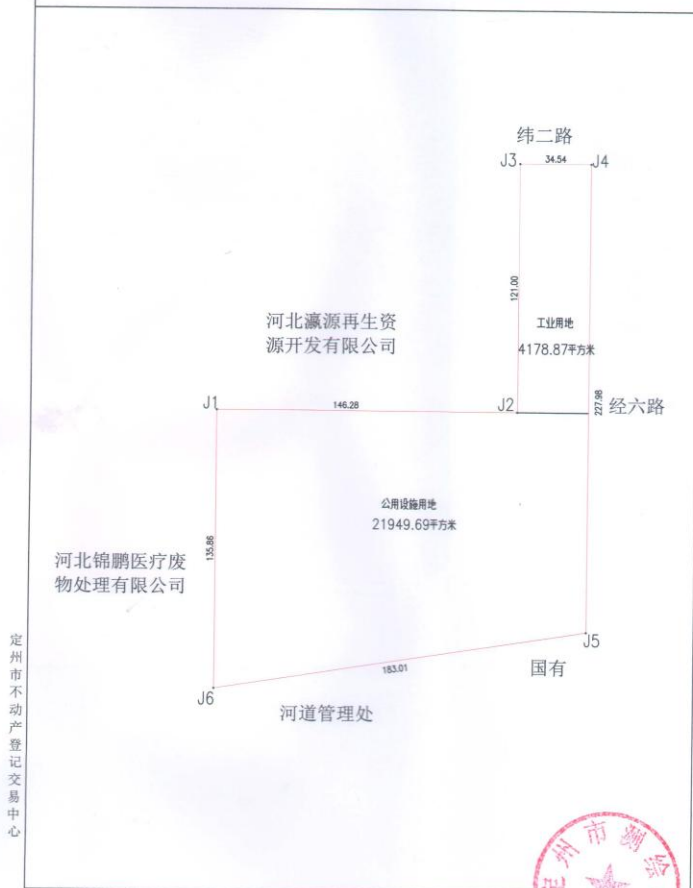 纬二路
J3
34.54
J4
121.00
工业用地
4178.87平方米
河北瀛源再生资
源开发有限公司
J1
146.28
J2
227.98
经六路
公用设施用地
21949.69平方米
135.86
河北锦鹏医疗废
物处理有限公司
J5
183.01
国有
J6
河道管理处
定州市不动产登记交易中心
定州市测绘